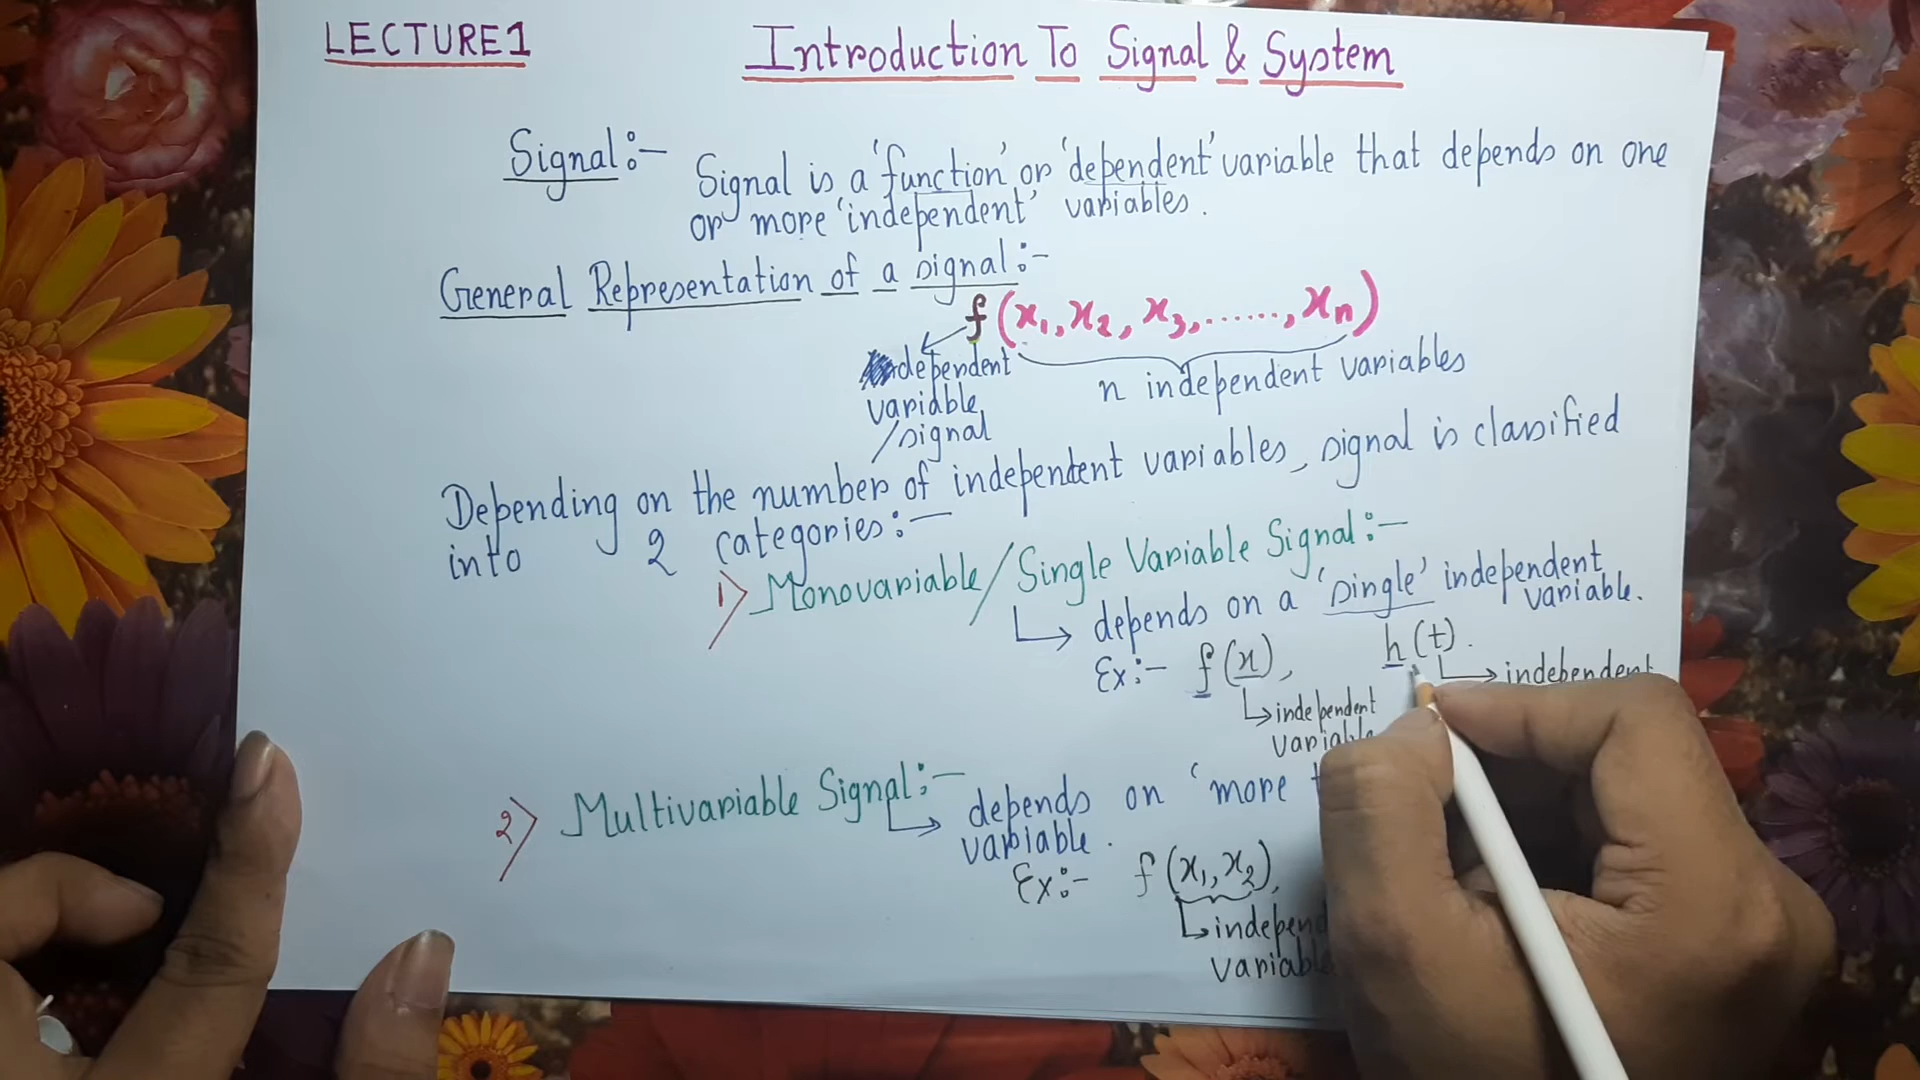 LECTURE 1
Introduction To Signal & System
Signal:-
Signal is a 'function' or 'dependent' variable that depends on one
or more 'independent' variables.
General Representation of a signal:-
f(x1, x2, x3, ......, xn)
dependent
variable
/signal
n independent variables
Depending on the number of independent variables, signal is classified
into 2 categories:-
1) Monovariable/Single Variable Signal:-
depends on a 'single' independent
variable.
Ex:- f(x), h(t).
independent
independent
variable
2) Multivariable Signal:-
depends on 'more
variable.
Ex:- f(x1, x2),